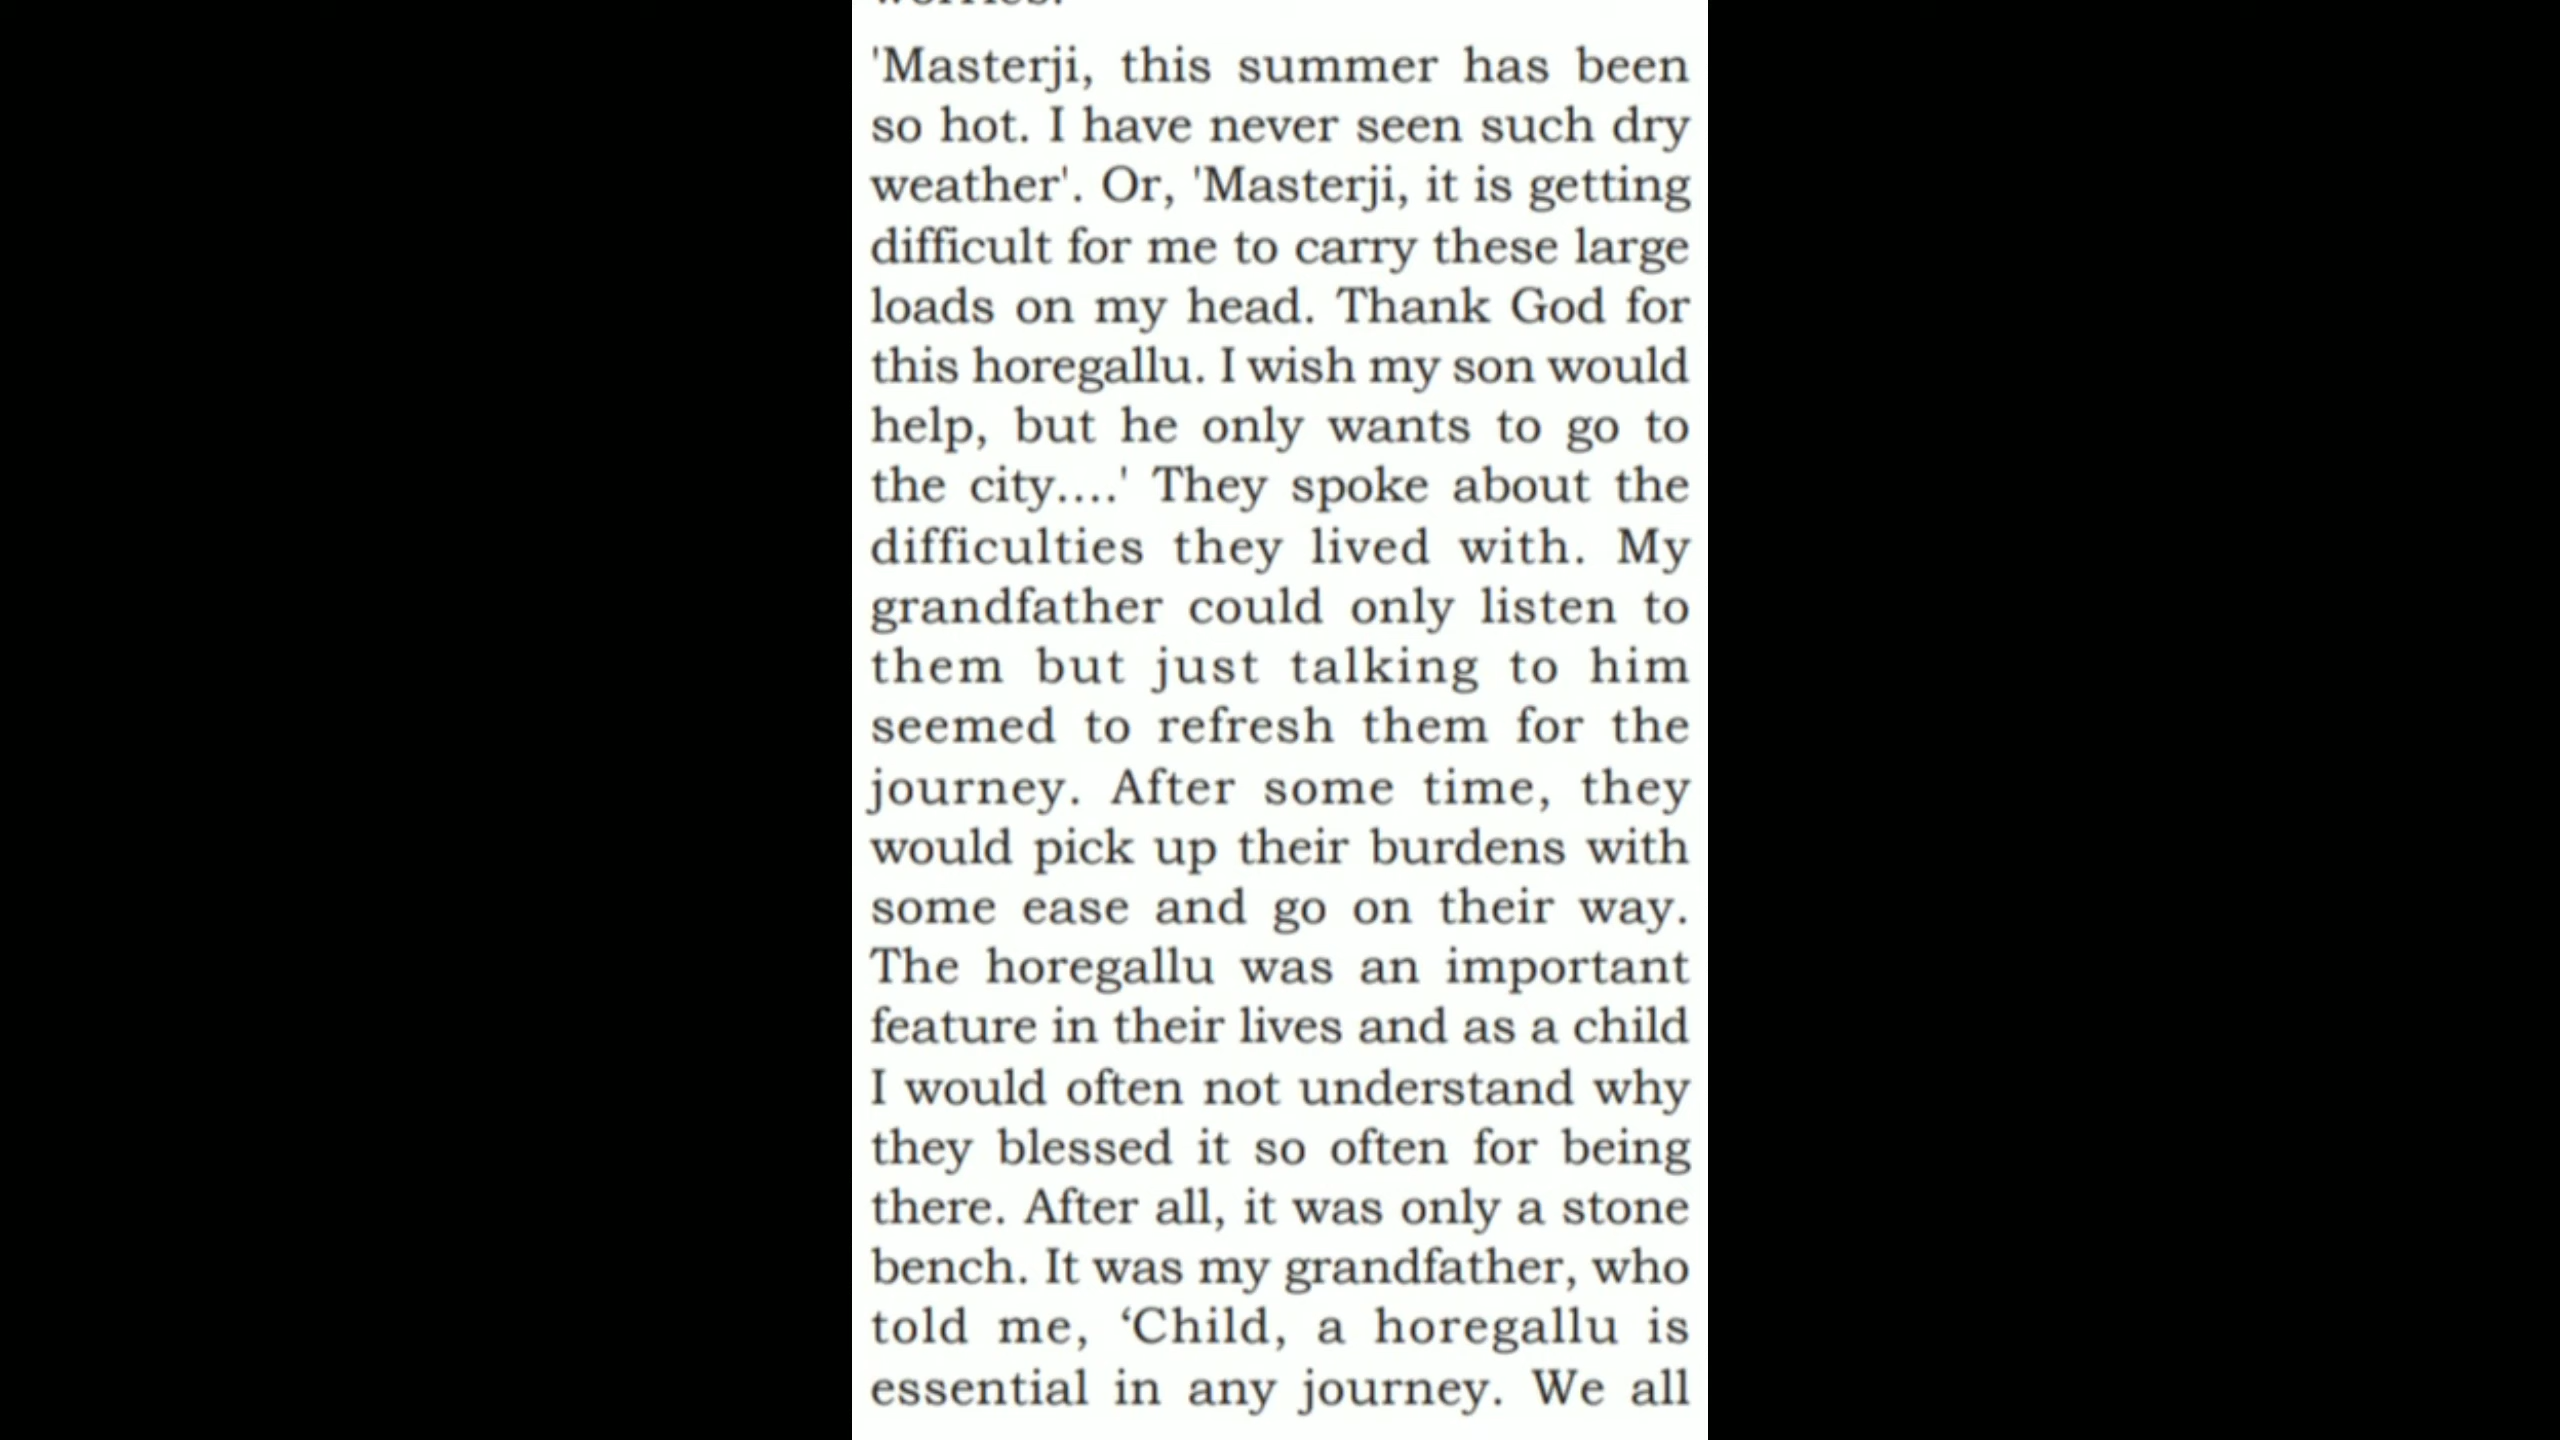 'Masterji, this summer has been
so hot. I have never seen such dry
weather'. Or, 'Masterji, it is getting
difficult for me to carry these large
loads on my head. Thank God for
this horegallu. I wish my son would
help, but he only wants to go to
the city....' They spoke about the
difficulties they lived with. My
grandfather could only listen to
them but just talking to him
seemed to refresh them for the
journey. After some time, they
would pick up their burdens with
some ease and go on their way.
The horegallu was an important
feature in their lives and as a child
I would often not understand why
they blessed it so often for being
there. After all, it was only a stone
bench. It was my grandfather, who
told me, ‘Child, a horegallu is
essential in any journey. We all